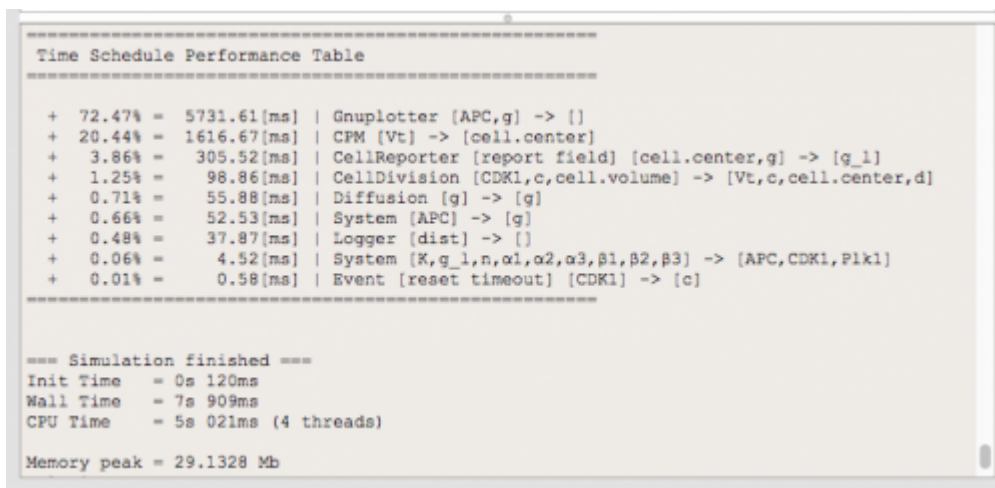 =======================================================
Time Schedule Performance Table
=======================================================
+ 72.47% = 5731.61[ms] | Gnuplotter [APC,g] -> []
+ 20.44% = 1616.67[ms] | CPM [Vt] -> [cell.center]
+ 3.86% = 305.52[ms] | CellReporter [report field] [cell.center,g] -> [g_l]
+ 1.25% = 98.86[ms] | CellDivision [CDK1,c,cell.volume] -> [Vt,c,cell.center,d]
+ 0.71% = 55.88[ms] | Diffusion [g] -> [g]
+ 0.66% = 52.53[ms] | System [APC] -> [g]
+ 0.48% = 37.87[ms] | Logger [dist] -> []
+ 0.06% = 4.52[ms] | System [K,g_l,n,α1,α2,α3,β1,β2,β3] -> [APC,CDK1,Plk1]
+ 0.01% = 0.58[ms] | Event [reset timeout] [CDK1] -> [c]
=======================================================
=== Simulation finished ===
Init Time = 0s 120ms
Wall Time = 7s 909ms
CPU Time = 5s 021ms (4 threads)
Memory peak = 29.1328 Mb